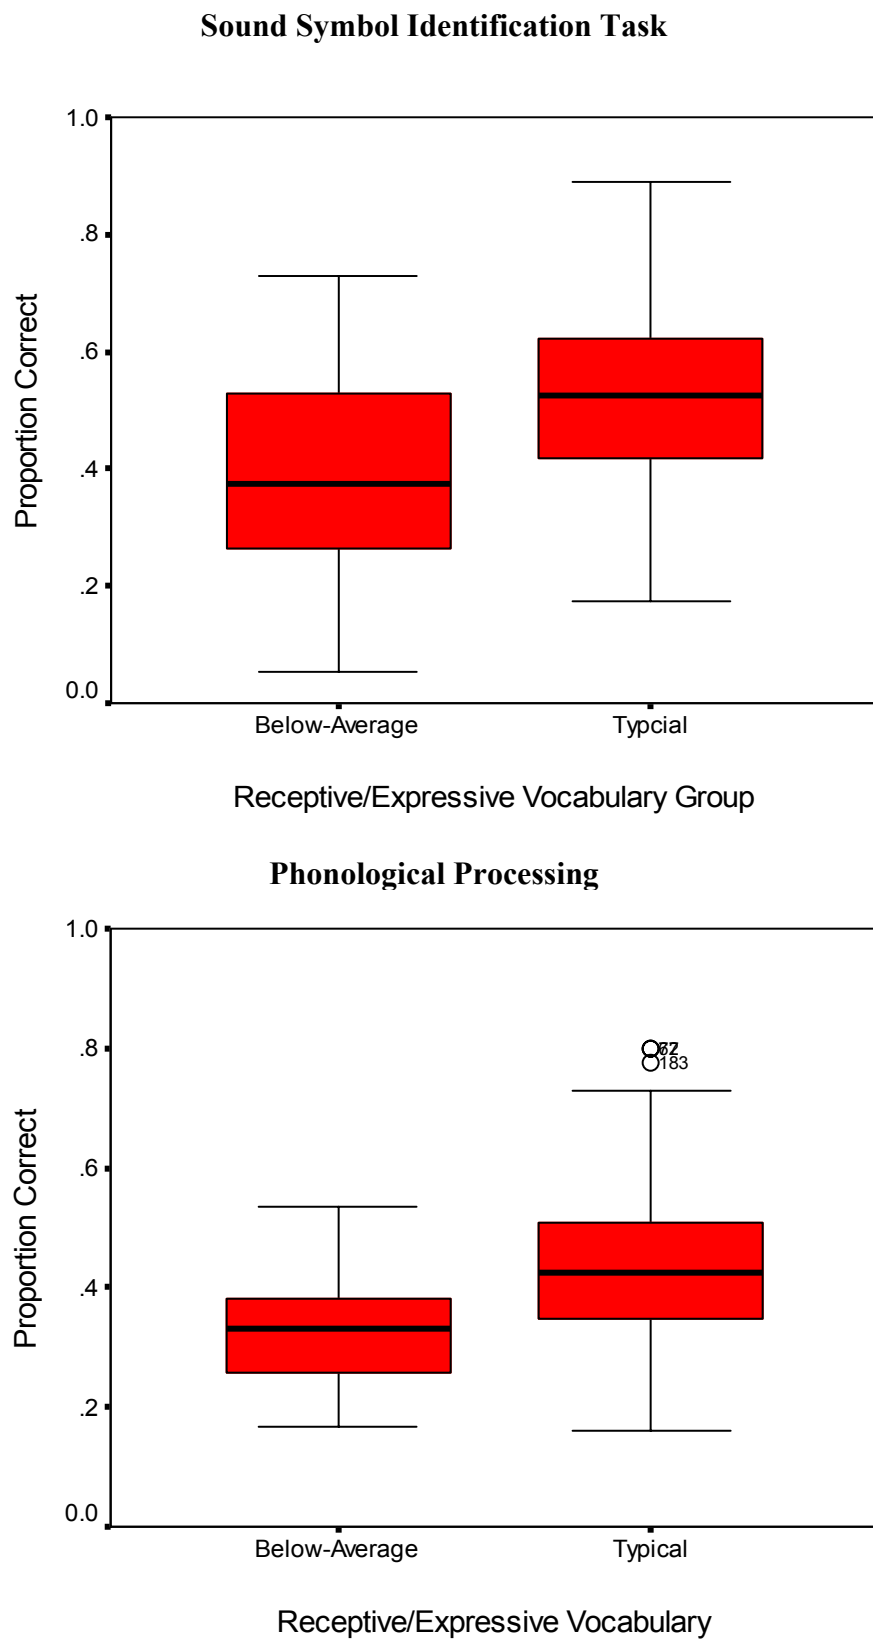 Sound Symbol Identification Task
1.0
.8
.6
.4
.2
0.0
Proportion Correct
Below-Average Typcial
Receptive/Expressive Vocabulary Group
Phonological Processing
1.0
.8
.6
.4
.2
0.0
Proportion Correct
183
Below-Average Typical
Receptive/Expressive Vocabulary